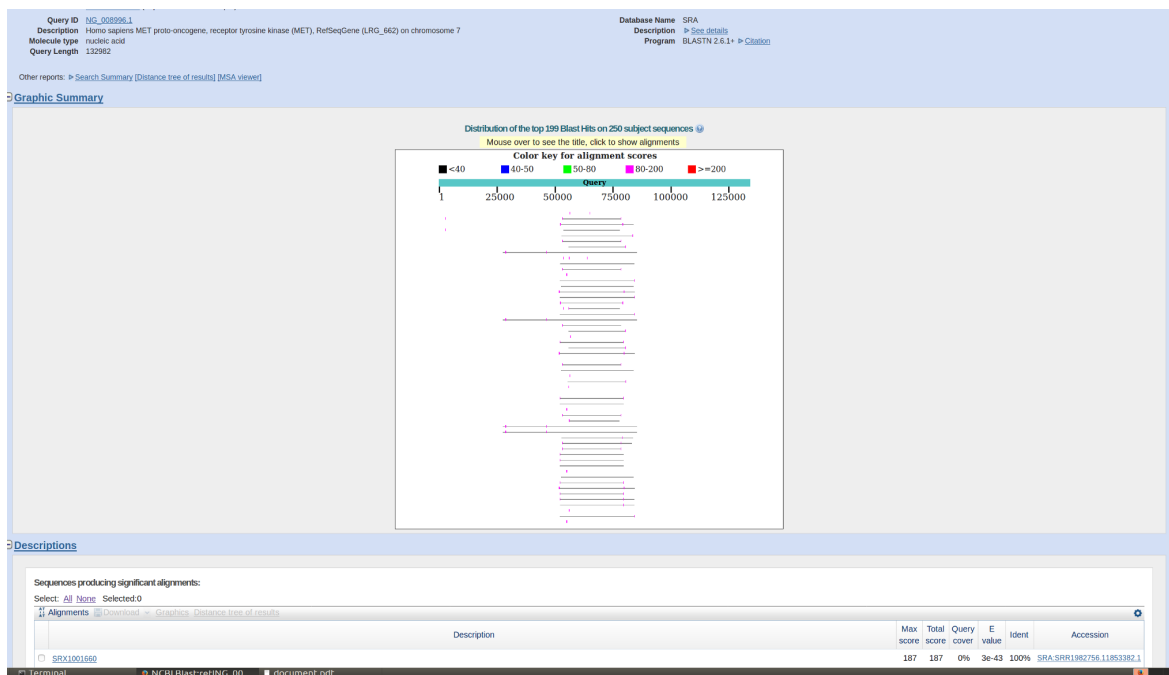 Query ID NG_008996.1
Description Homo sapiens MET proto-oncogene, receptor tyrosine kinase (MET), RefSeqGene (LRG_662) on chromosome 7
Molecule type nucleic acid
Query Length 132982
Database Name SRA
Description See details
Program BLASTN 2.6.1+ Citation
Other reports: Search Summary [Distance tree of results] [MSA viewer]
Graphic Summary
Distribution of the top 199 Blast Hits on 250 subject sequences
Mouse over to see the title, click to show alignments
Color key for alignment scores
<40 40-50 50-80 80-200 >=200
Query
1 25000 50000 75000 100000 125000
Descriptions
Sequences producing significant alignments:
Select: All None Selected:0
Alignments Download Graphics Distance tree of results
Description Max score Total score Query cover E value Ident Accession
SRX1001660 187 187 0% 3e-43 100% SRA:SRR1982756.11853382.1
Terminal NCBI Blast:ref|NG_00... document.odt